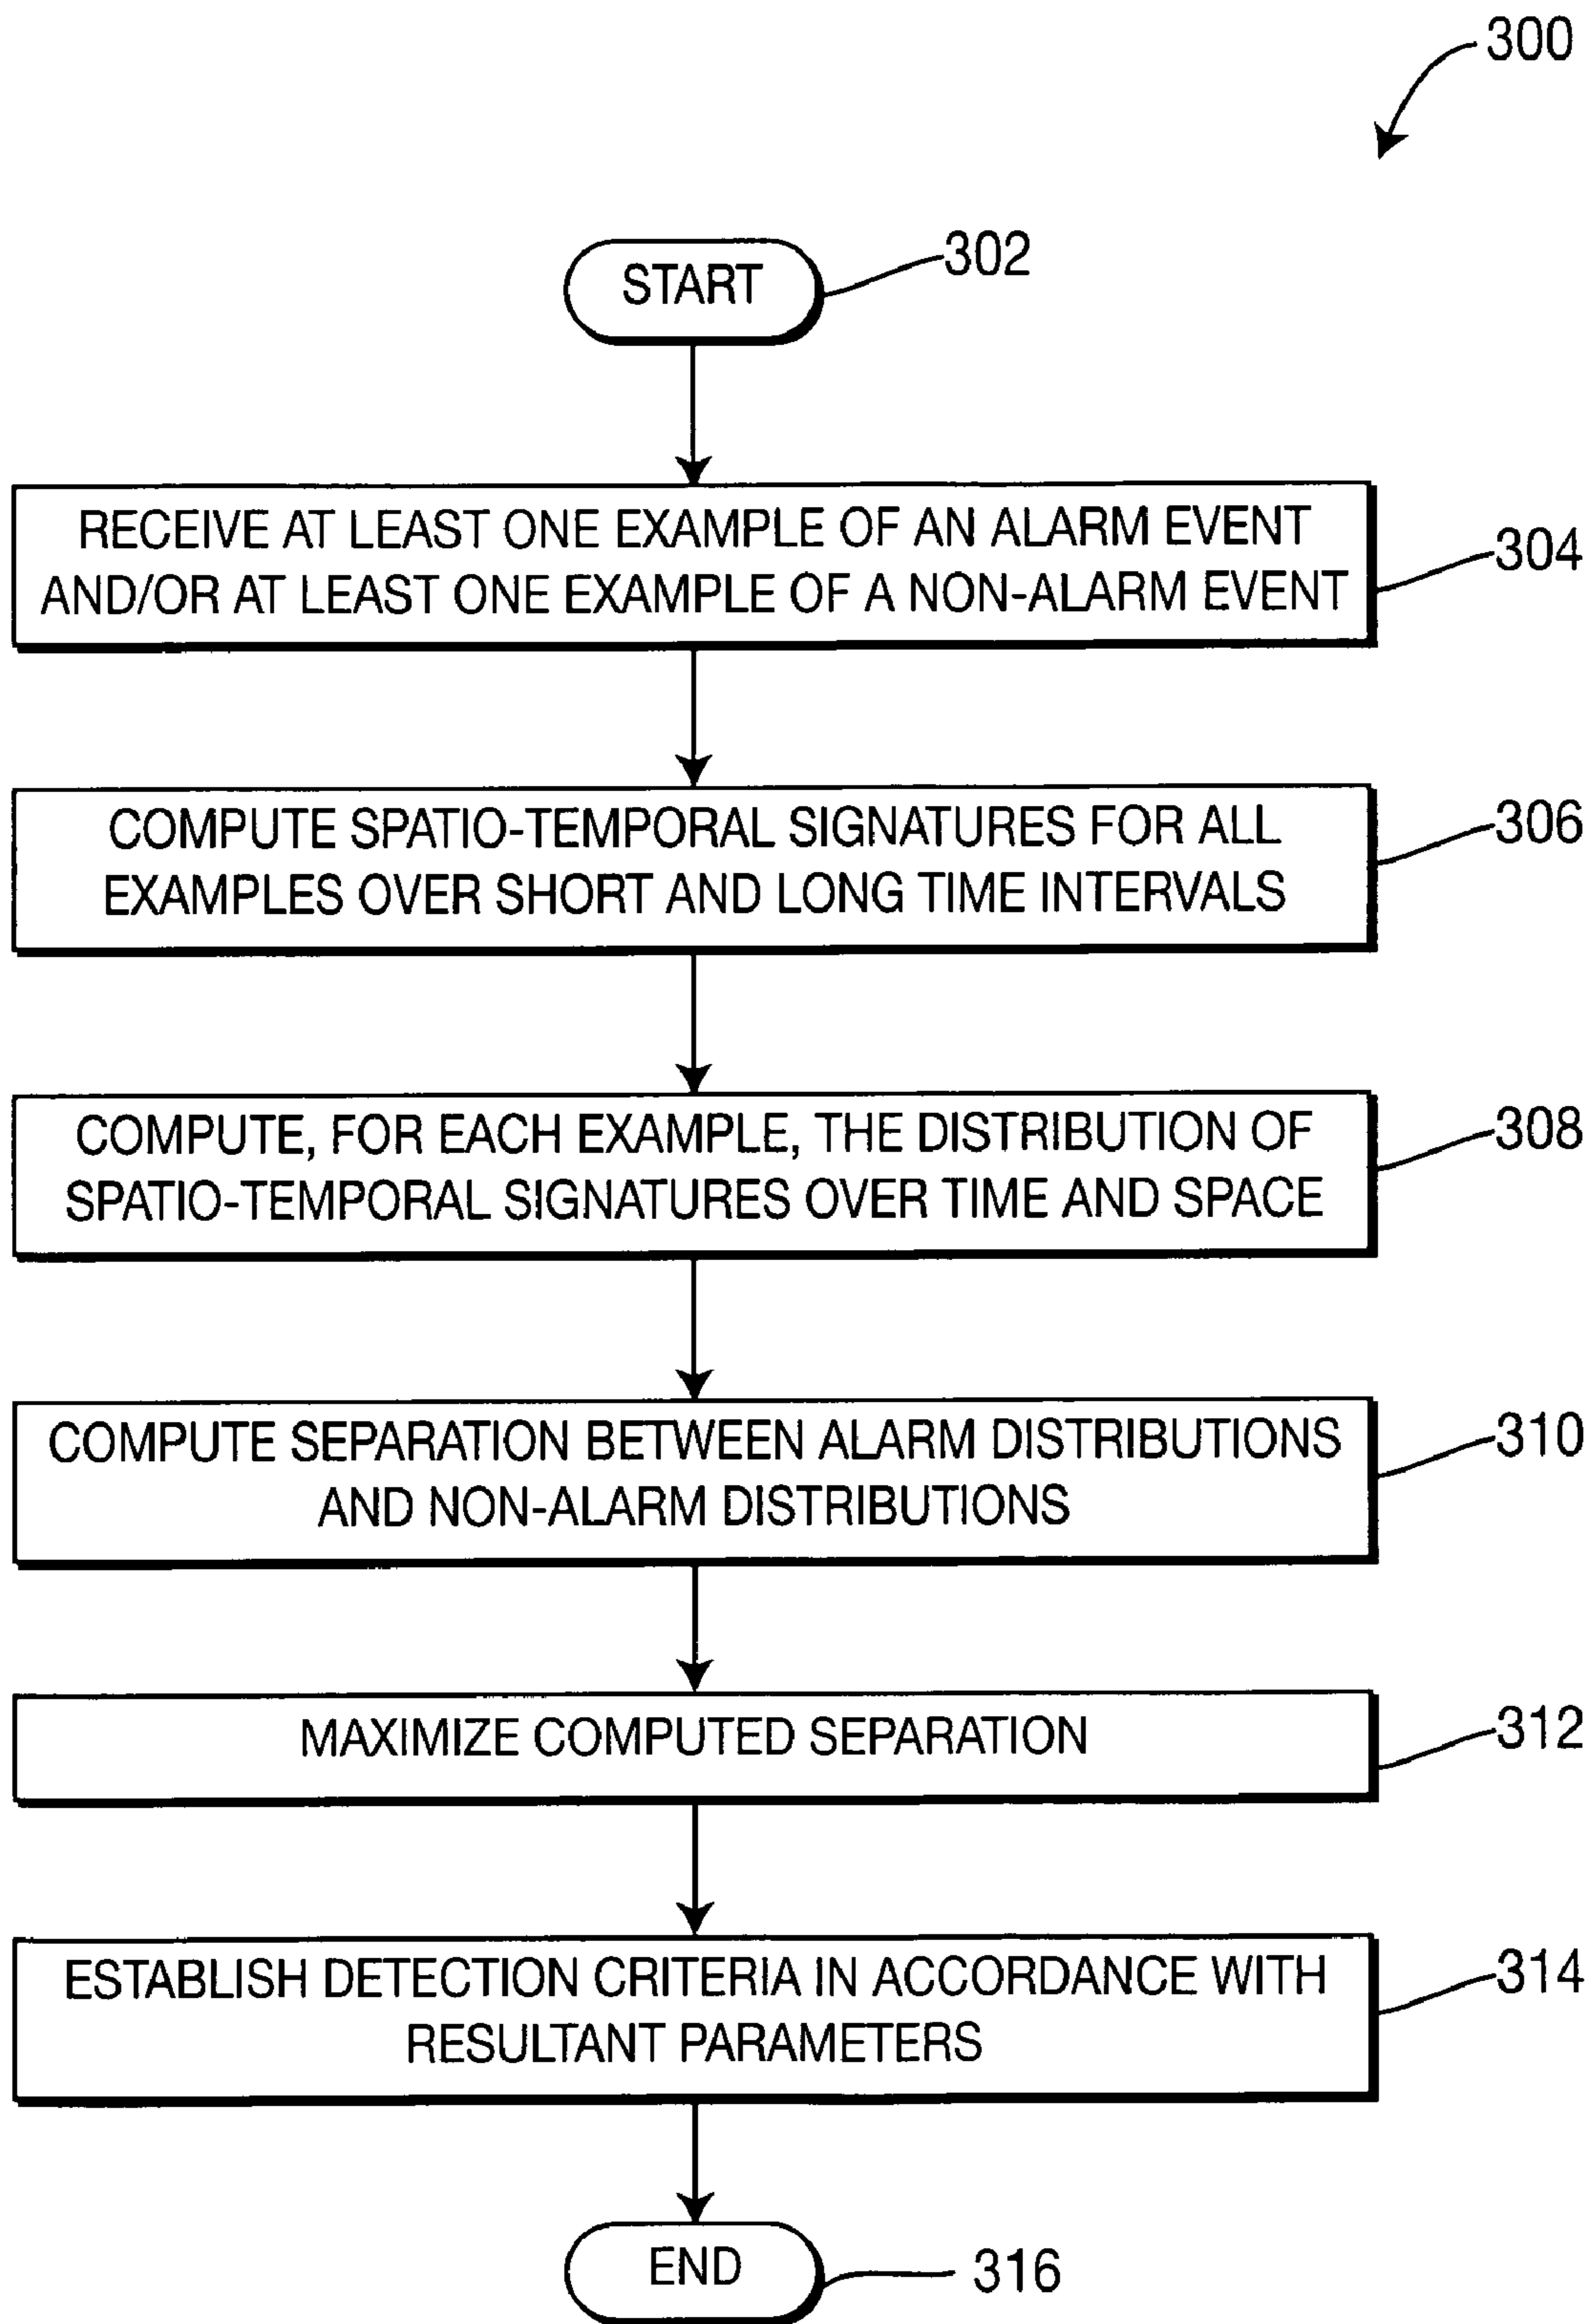 300
START
302
RECEIVE AT LEAST ONE EXAMPLE OF AN ALARM EVENT
AND/OR AT LEAST ONE EXAMPLE OF A NON-ALARM EVENT
304
COMPUTE SPATIO-TEMPORAL SIGNATURES FOR ALL
EXAMPLES OVER SHORT AND LONG TIME INTERVALS
306
COMPUTE, FOR EACH EXAMPLE, THE DISTRIBUTION OF
SPATIO-TEMPORAL SIGNATURES OVER TIME AND SPACE
308
COMPUTE SEPARATION BETWEEN ALARM DISTRIBUTIONS
AND NON-ALARM DISTRIBUTIONS
310
MAXIMIZE COMPUTED SEPARATION
312
ESTABLISH DETECTION CRITERIA IN ACCORDANCE WITH
RESULTANT PARAMETERS
314
END
316